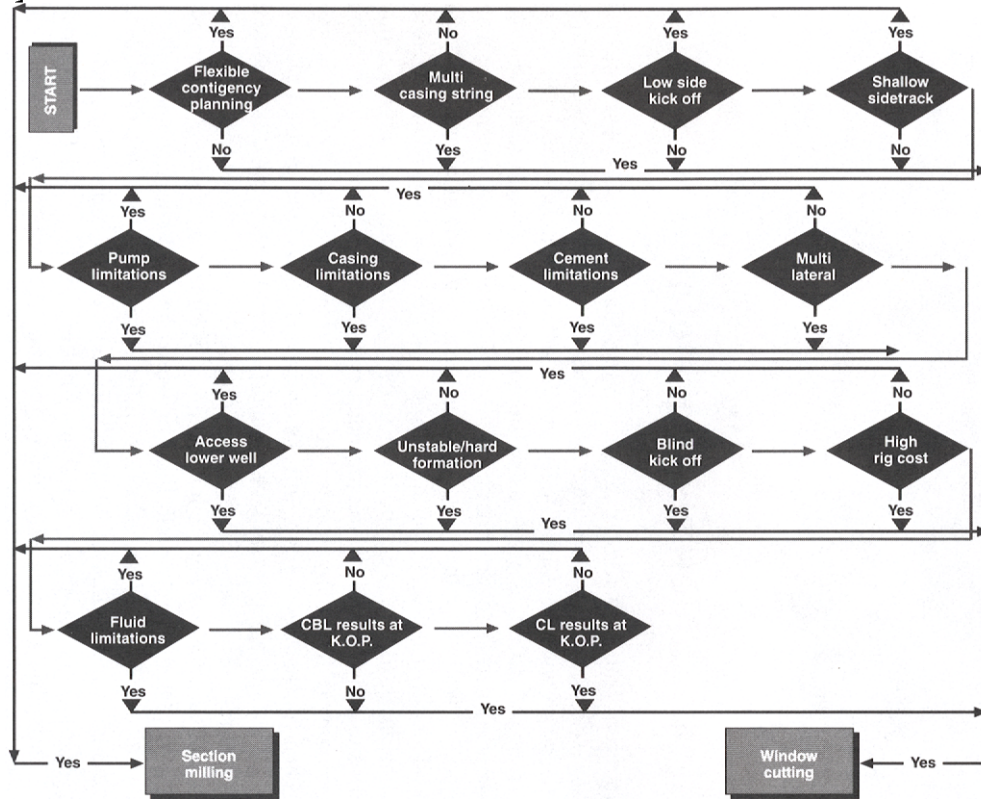 Yes No Yes Yes
START
Flexible
contigency
planning
Multi
casing string
Low side
kick off
Shallow
sidetrack
No Yes No No
Yes
Yes
Yes No No No
Pump
limitations
Casing
limitations
Cement
limitations
Multi
lateral
Yes Yes Yes Yes
Yes
Yes No No No
Access
lower well
Unstable/hard
formation
Blind
kick off
High
rig cost
Yes Yes Yes Yes
Yes
Yes No No
Fluid
limitations
CBL results at
K.O.P.
CL results at
K.O.P.
Yes No Yes
Yes
Yes
Section
milling
Window
cutting
Yes